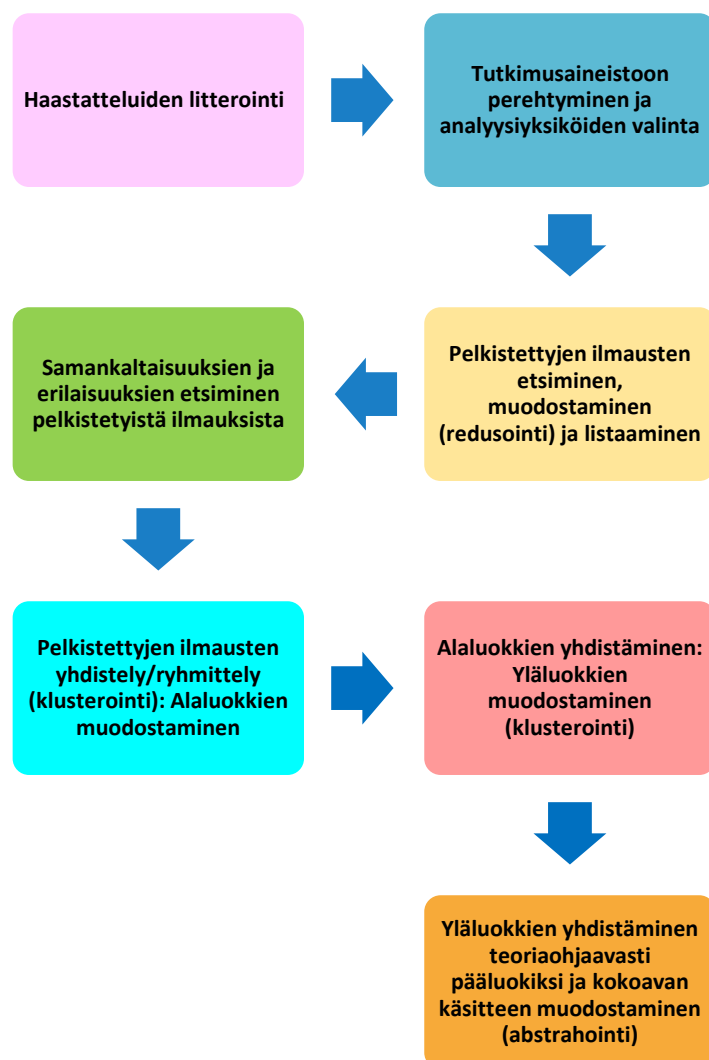 Haastatteluiden litterointi
Tutkimusaineistoon
perehtyminen ja
analyysiyksiköiden valinta
Pelkistettyjen ilmausten
etsiminen,
muodostaminen
(redusointi) ja listaaminen
Samankaltaisuuksien ja
erilaisuuksien etsiminen
pelkistetyistä ilmauksista
Pelkistettyjen ilmausten
yhdistely/ryhmittely
(klusterointi): Alaluokkien
muodostaminen
Alaluokkien yhdistäminen:
Yläluokkien
muodostaminen
(klusterointi)
Yläluokkien yhdistäminen
teoriaohjaavasti
pääluokiksi ja kokoavan
käsitteen muodostaminen
(abstrahointi)